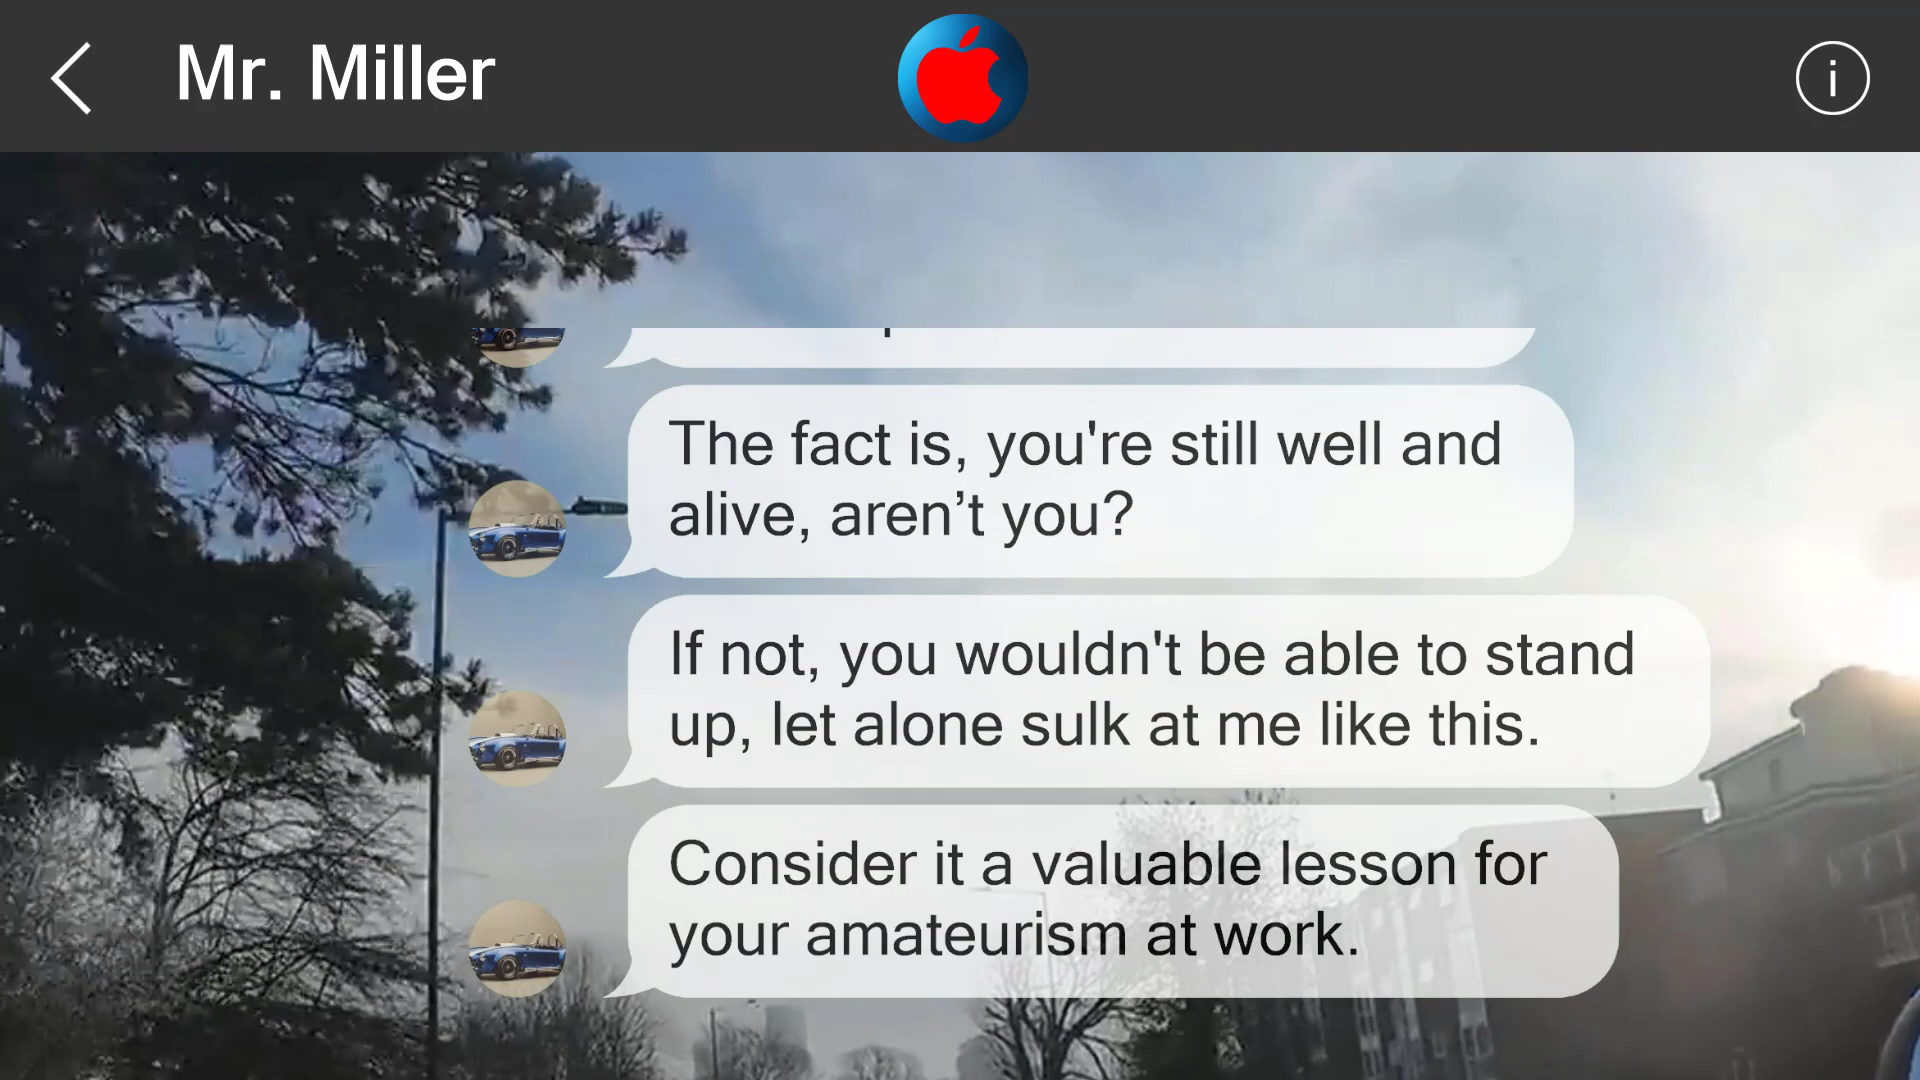 Mr. Miller
i
The fact is, you're still well and
alive, aren’t you?
If not, you wouldn't be able to stand
up, let alone sulk at me like this.
Consider it a valuable lesson for
your amateurism at work.